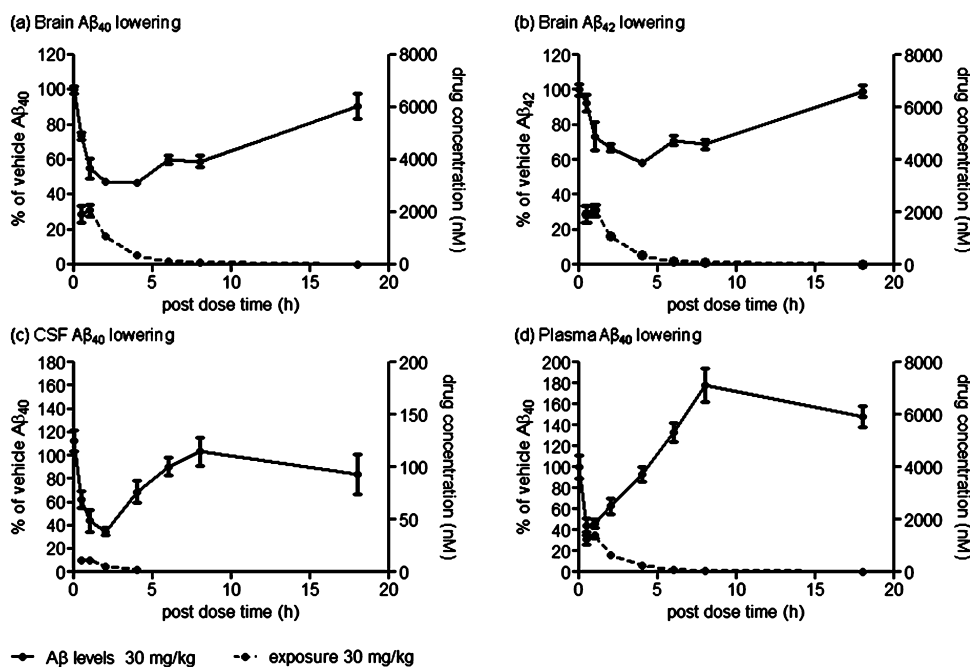 (a) Brain Aβ40 lowering
120
100
80
60
40
20
0
% of vehicle Aβ40
8000
6000
4000
2000
0
drug concentration (nM)
0 5 10 15 20
post dose time (h)
(b) Brain Aβ42 lowering
120
100
80
60
40
20
0
% of vehicle Aβ42
8000
6000
4000
2000
0
drug concentration (nM)
0 5 10 15 20
post dose time (h)
(c) CSF Aβ40 lowering
180
160
140
120
100
80
60
40
20
0
% of vehicle Aβ40
200
150
100
50
0
drug concentration (nM)
0 5 10 15 20
post dose time (h)
(d) Plasma Aβ40 lowering
200
180
160
140
120
100
80
60
40
20
0
% of vehicle Aβ40
8000
6000
4000
2000
0
drug concentration (nM)
0 5 10 15 20
post dose time (h)
Aβ levels 30 mg/kg exposure 30 mg/kg